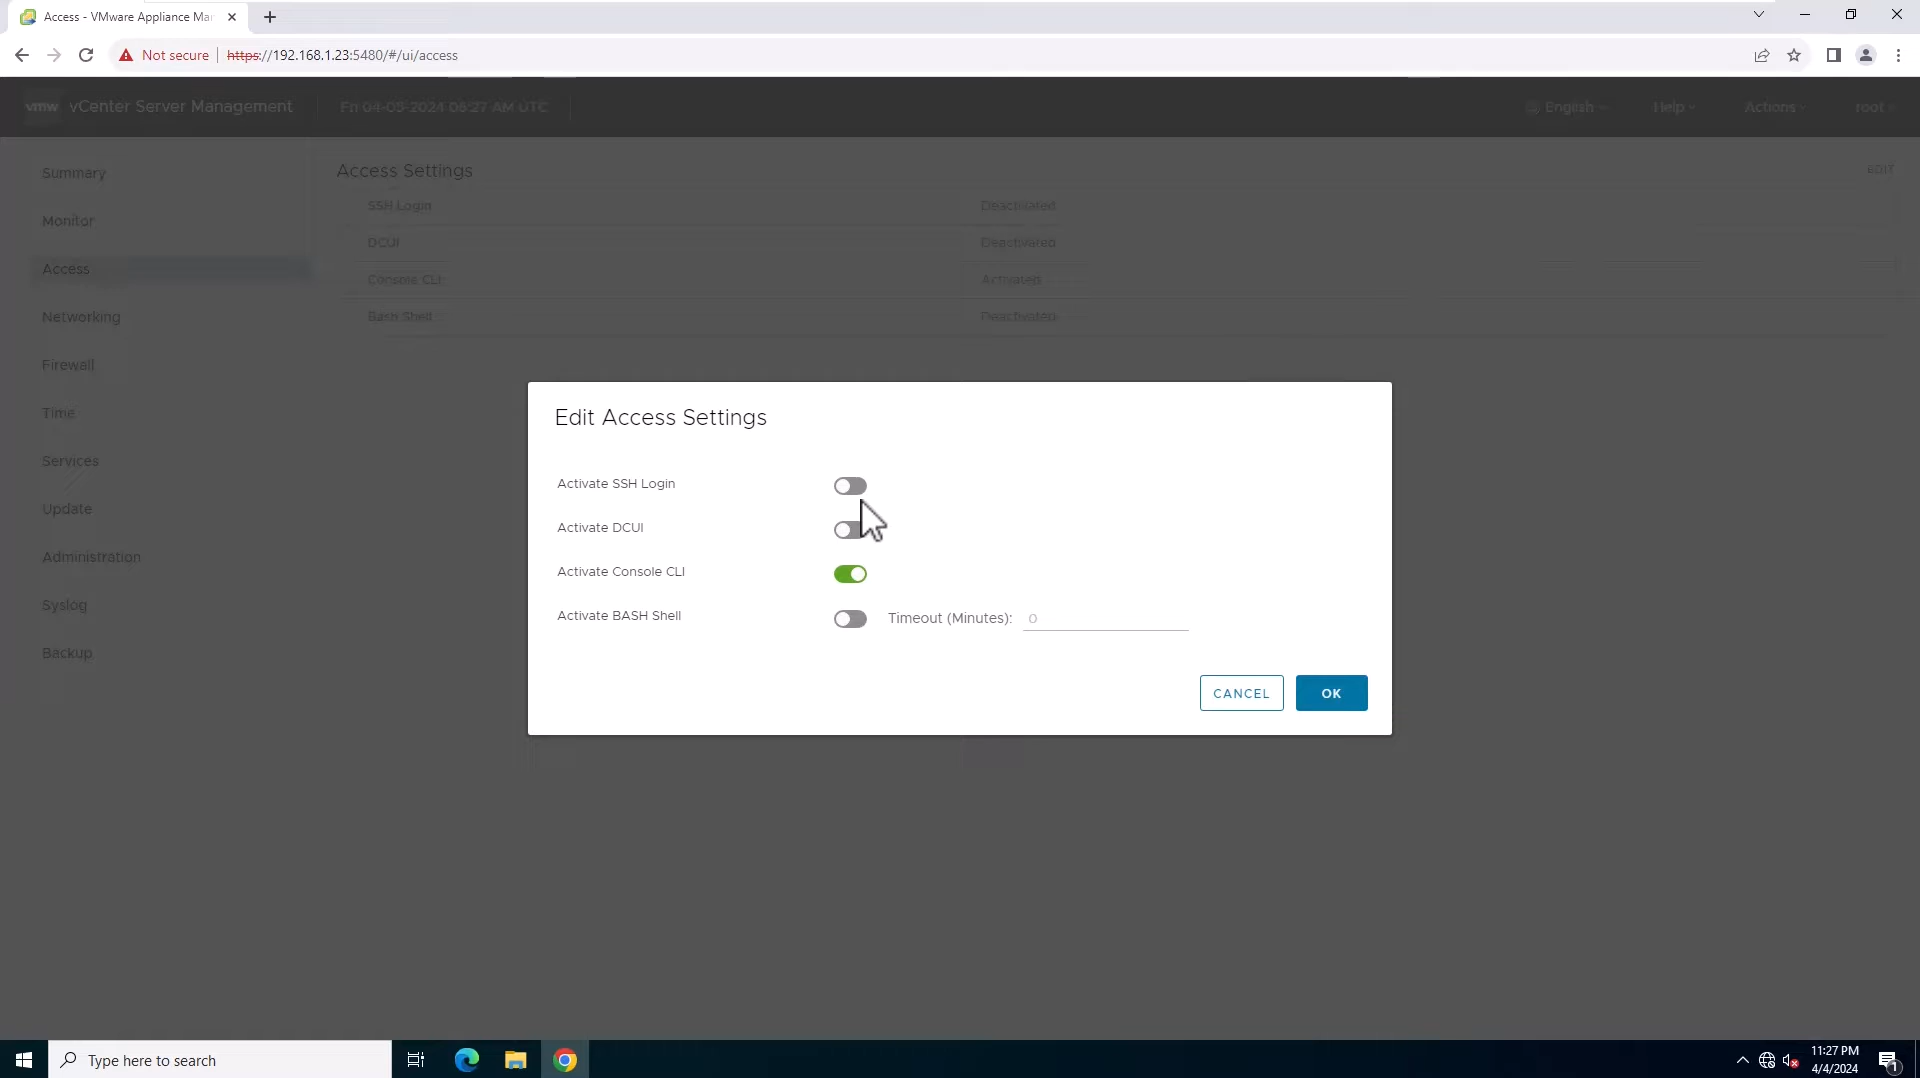 Access - VMware Appliance Mar
Not secure
https://192.168.1.23:5480/#/ui/access
vmw
vCenter Server Management
Fri 04-05-2024 06:27 AM UTC
English
Help
Actions
root
Summary
Monitor
Access
Networking
Firewall
Time
Services
Update
Administration
Syslog
Backup
Access Settings
EDIT
SSH Login
Deactivated
DCUI
Deactivated
Console CLI
Activated
Bash Shell
Deactivated
Edit Access Settings
Activate SSH Login
Activate DCUI
Activate Console CLI
Activate BASH Shell
Timeout (Minutes): 0
CANCEL
OK
Type here to search
11:27 PM
4/4/2024
1